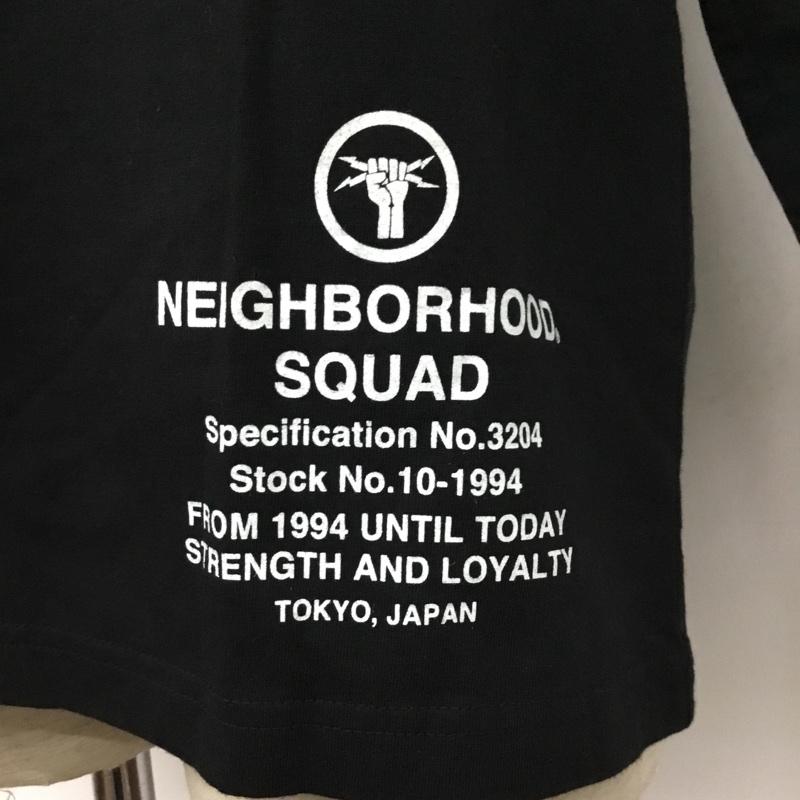 NEIGHBORHOOD®
SQUAD
Specification No.3204
Stock No.10-1994
FROM 1994 UNTIL TODAY
STRENGTH AND LOYALTY
TOKYO, JAPAN